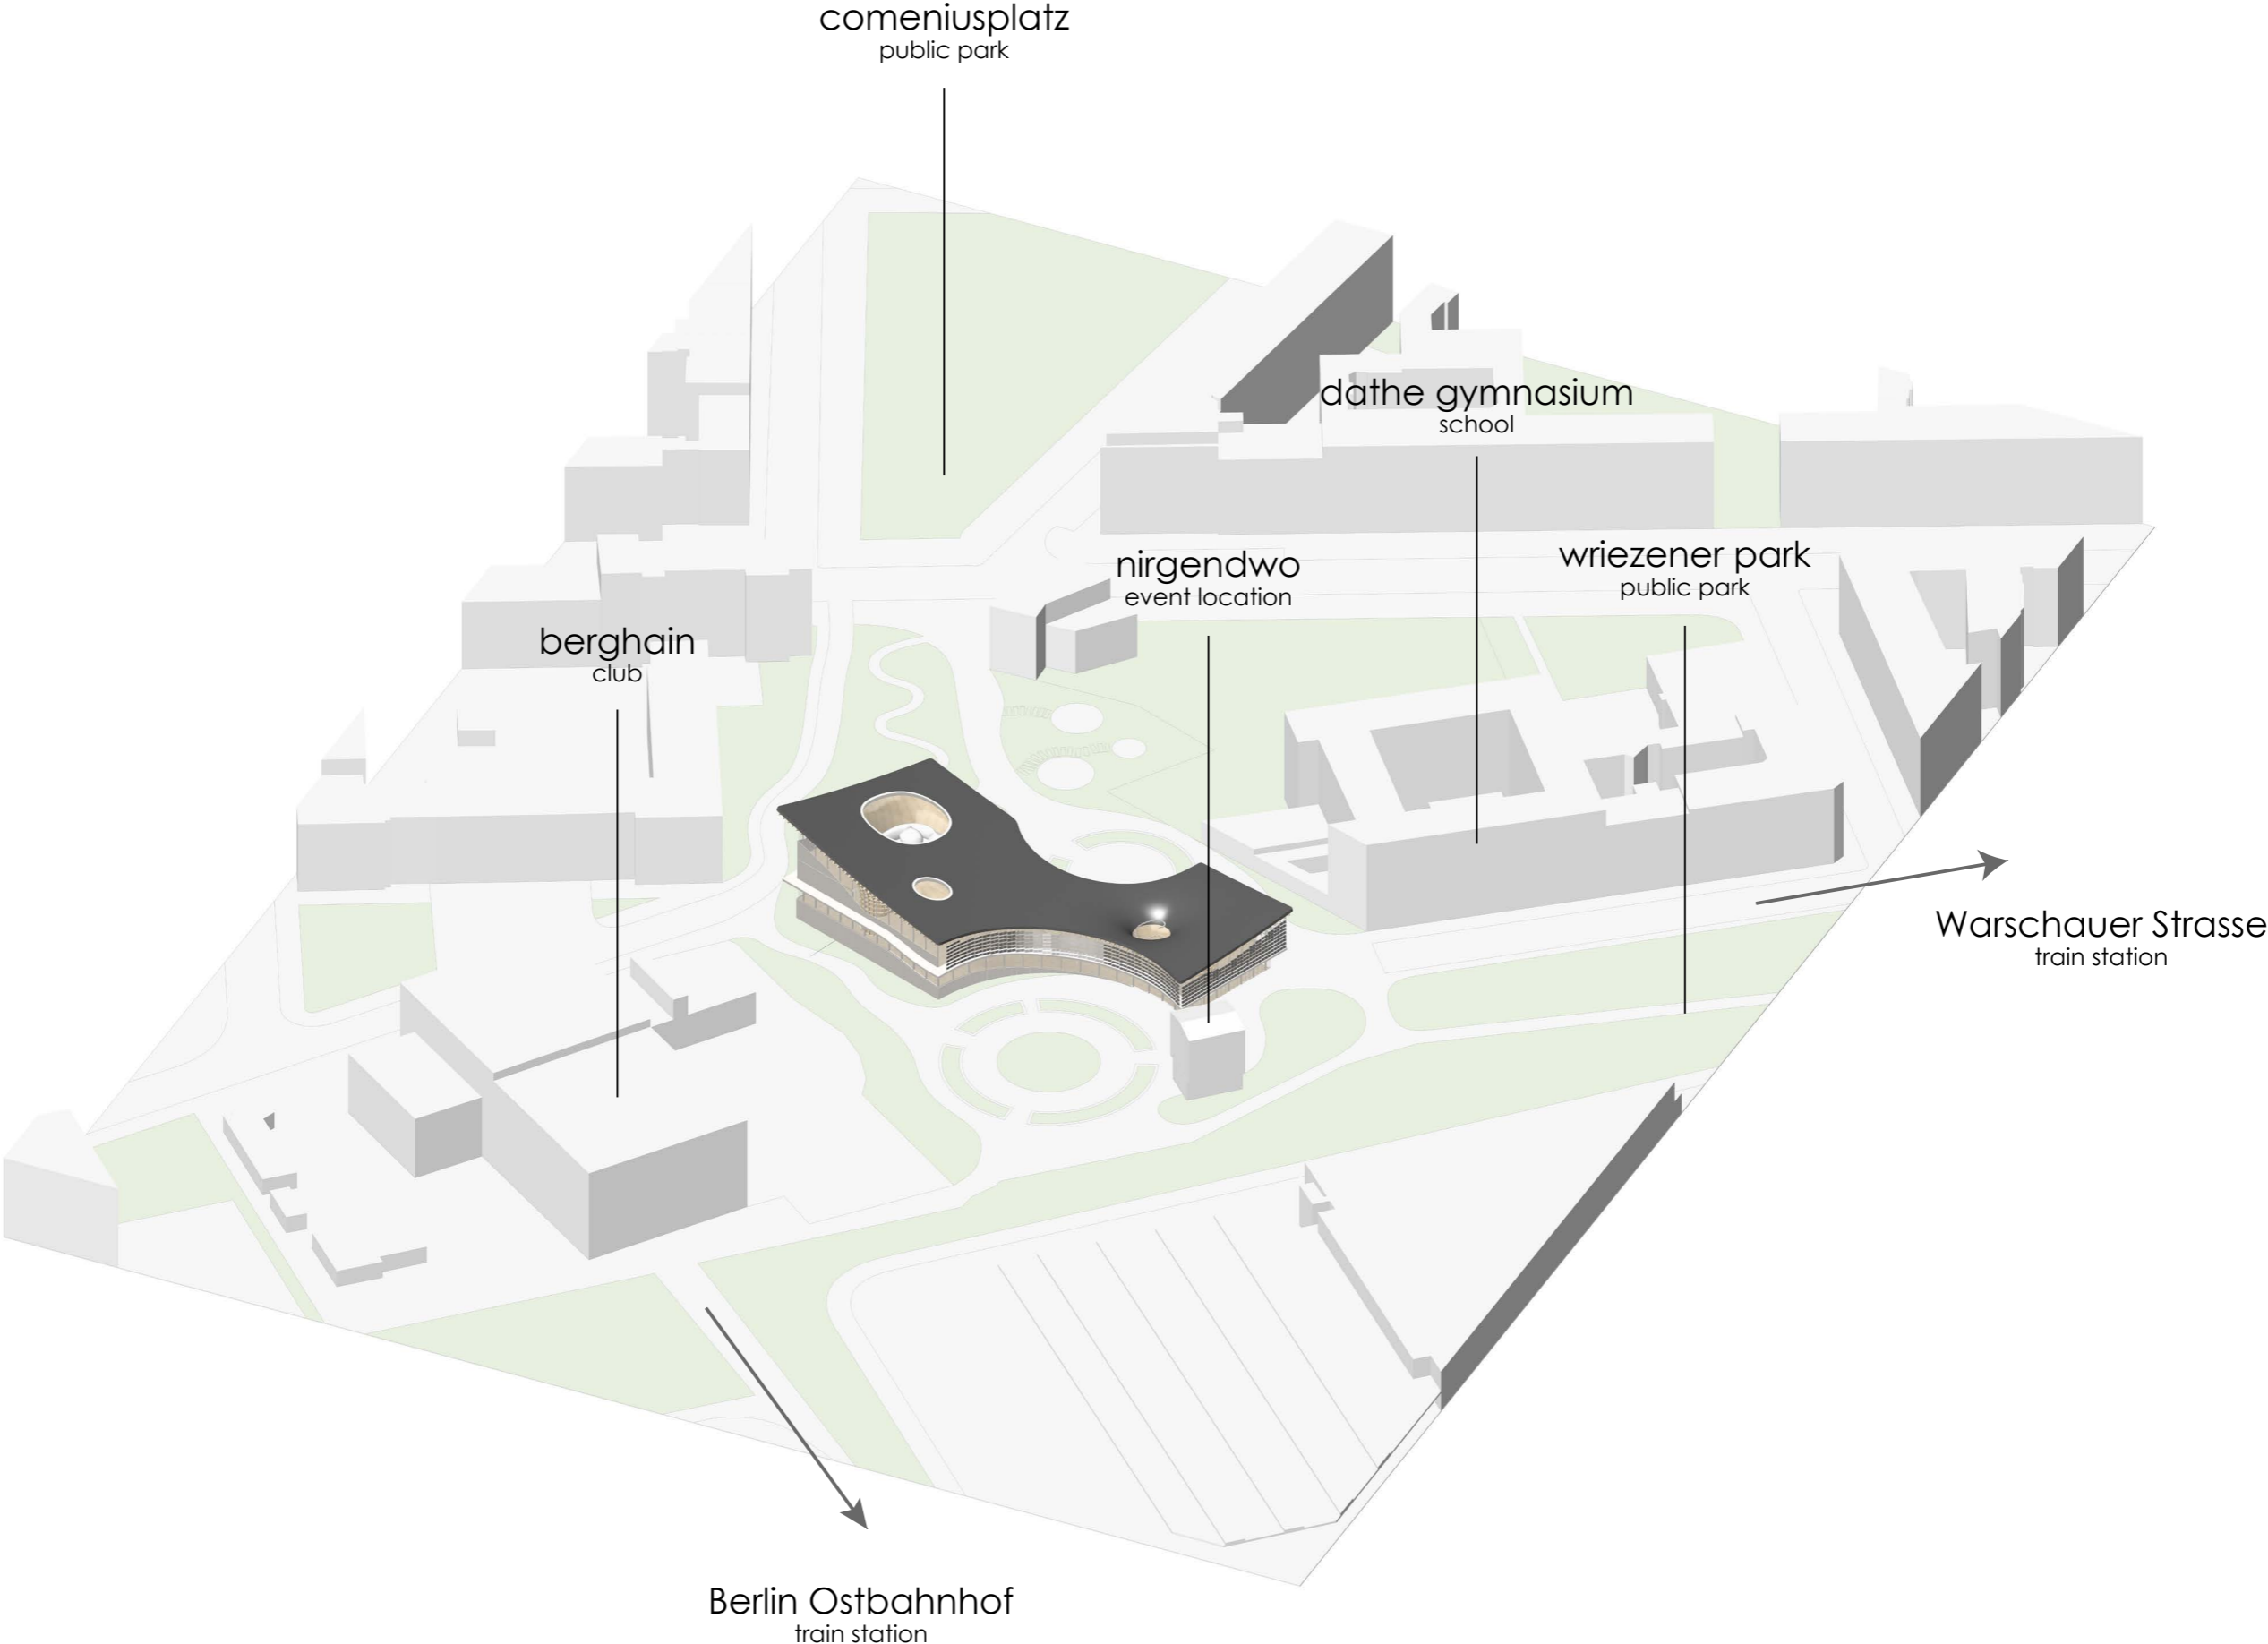 comeniusplatz
public park
dathe gymnasium
school
nirgendwo
event location
wriezener park
public park
berghain
club
Warschauer Strasse
train station
Berlin Ostbahnhof
train station